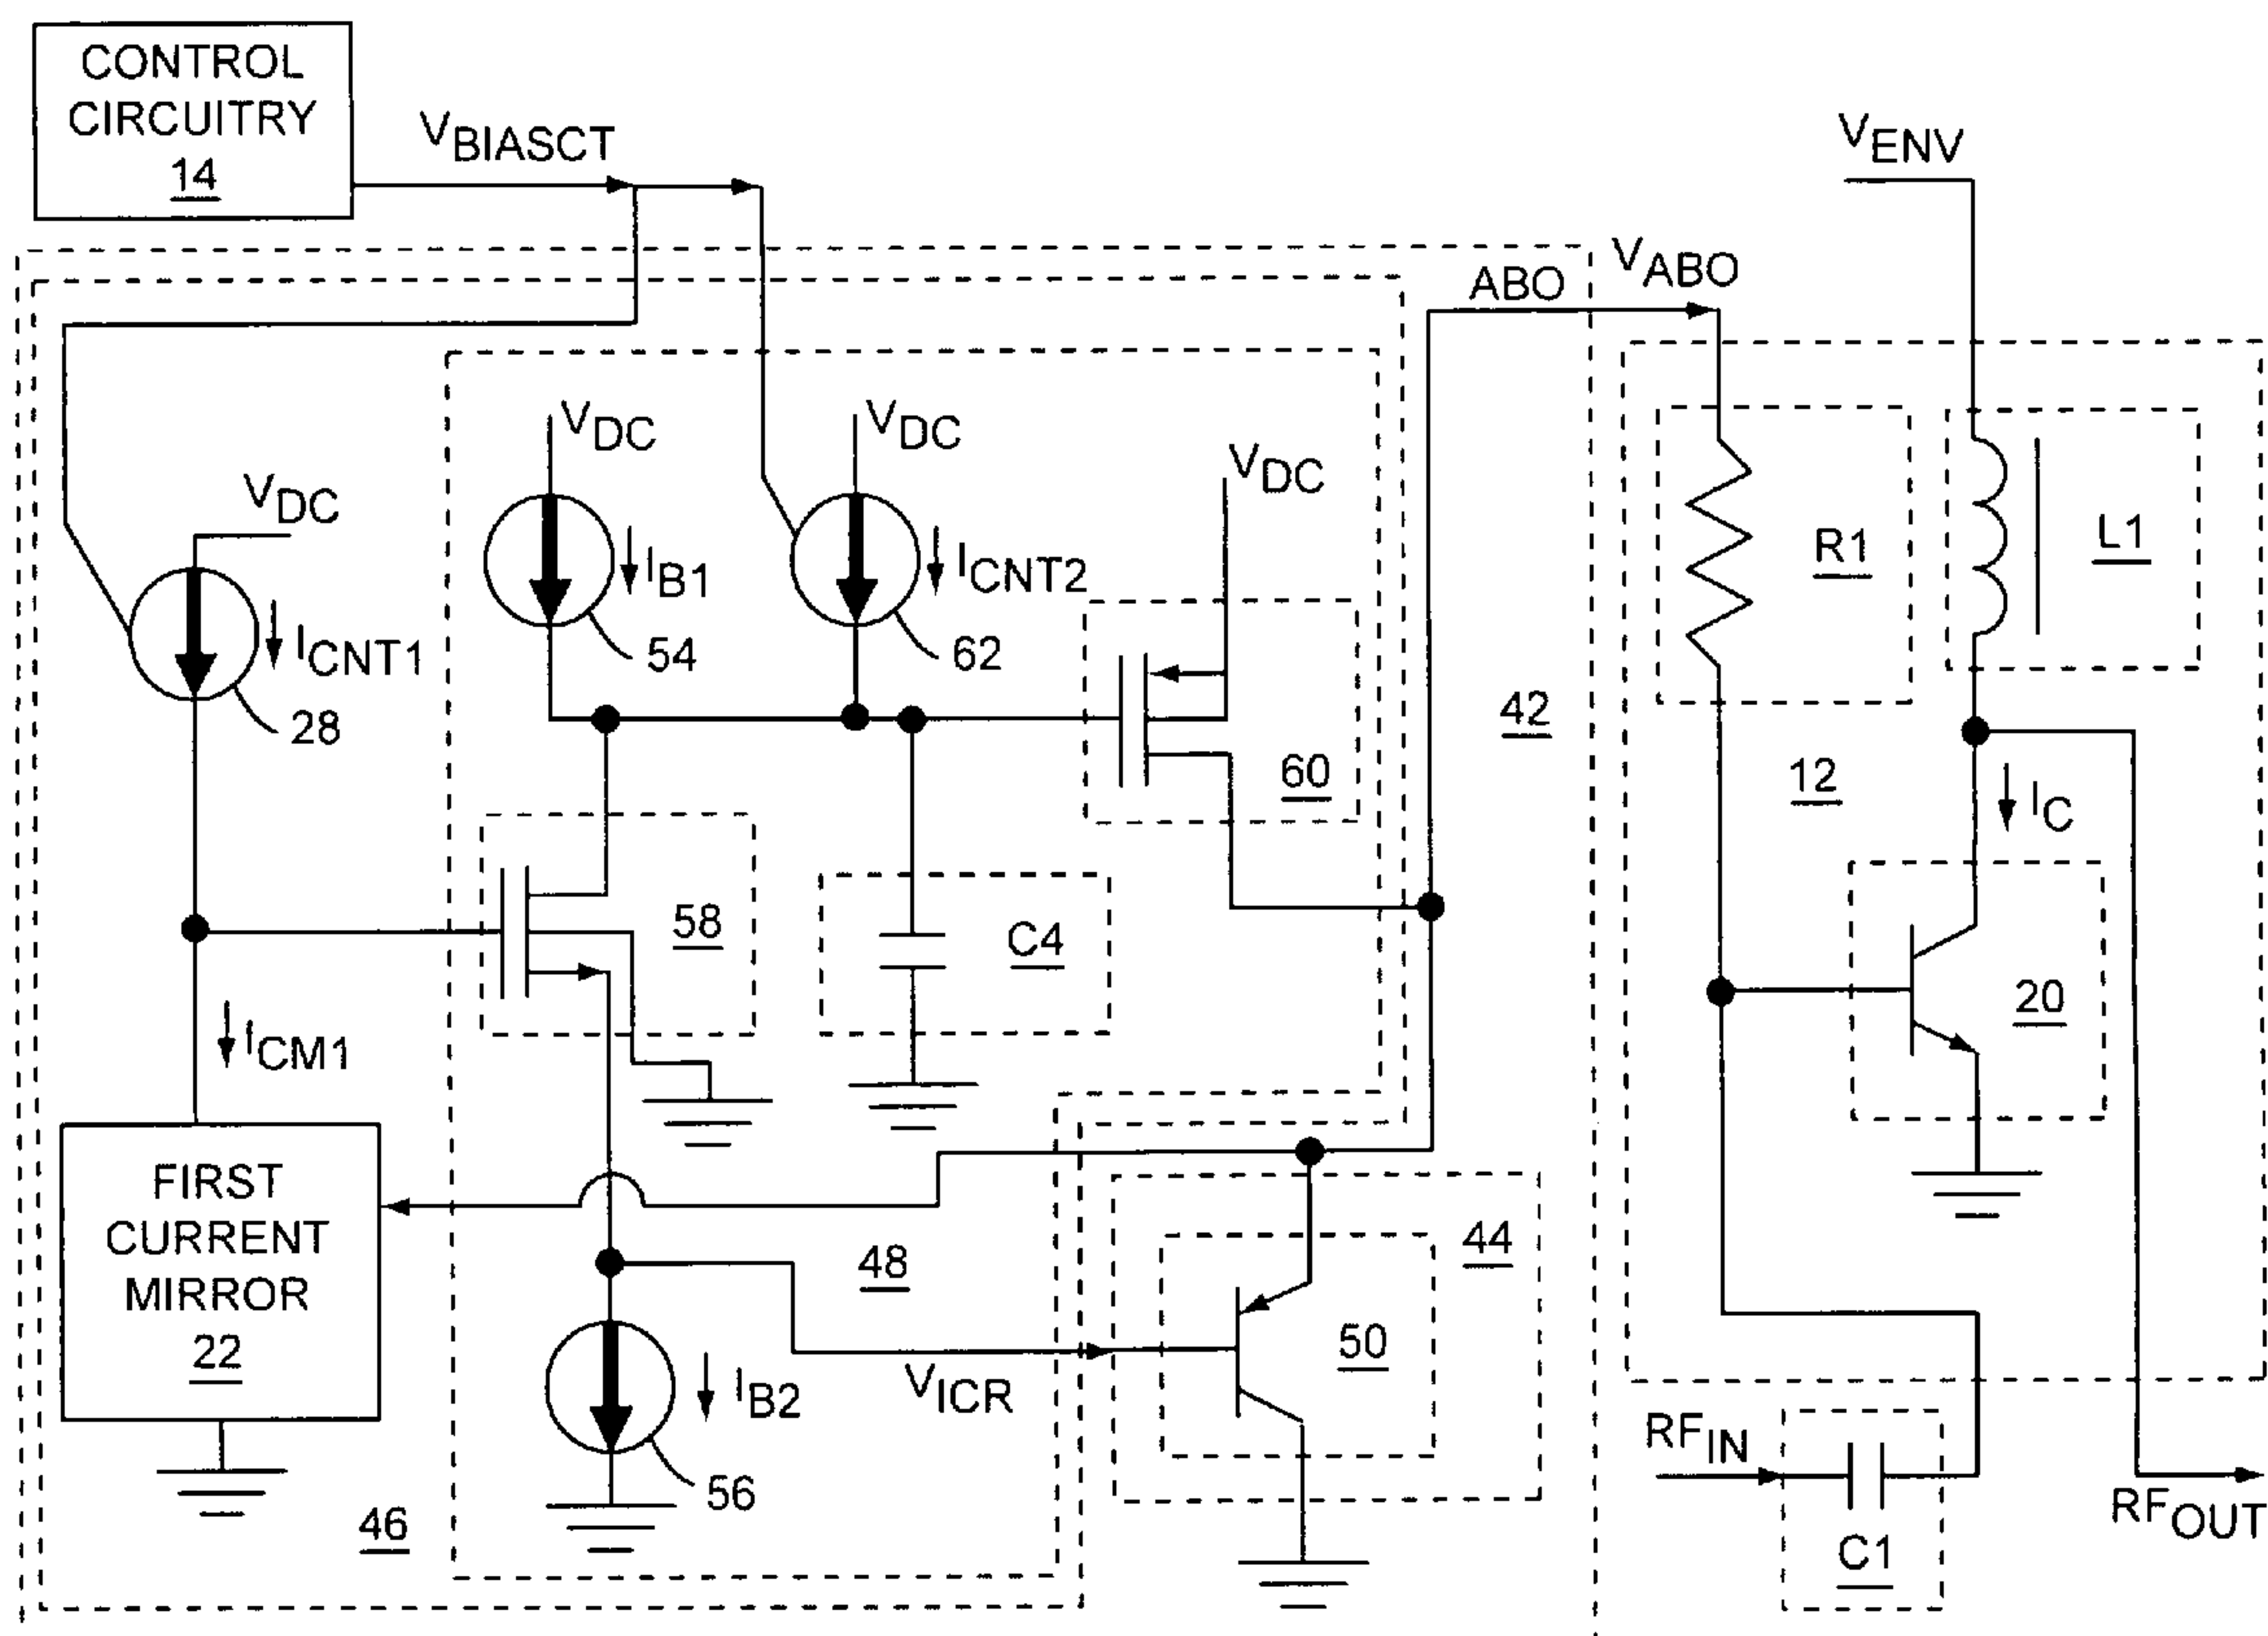 CONTROL
CIRCUITRY
14
VBIASCT
VENV
ABO
VABO
VDC
VDC
VDC
VDC
IB1
ICNT2
ICNT1
54
62
28
R1
L1
42
60
12
IC
58
C4
20
ICM1
FIRST
CURRENT
MIRROR
22
48
44
50
IB2
VICR
56
46
RFIN
C1
RFOUT